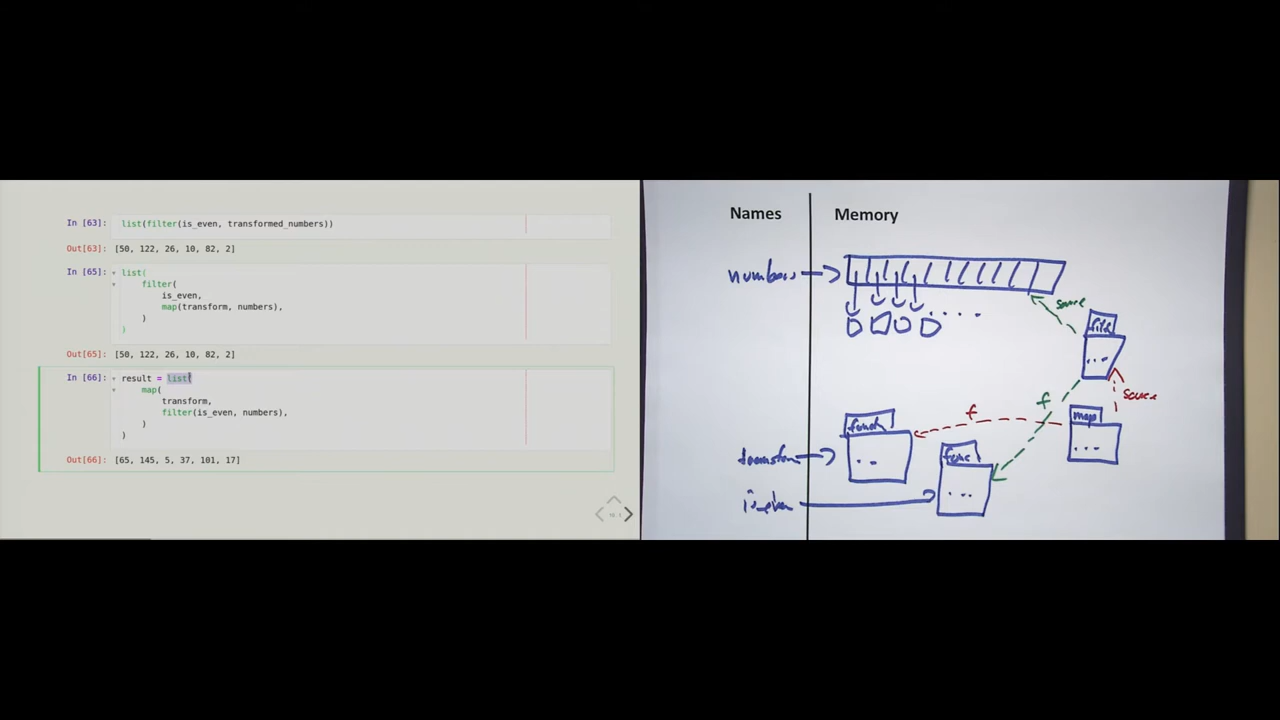 In [63]: list(filter(is_even, transformed_numbers))
Out[63]: [50, 122, 26, 10, 82, 2]
In [65]: list(
filter(
is_even,
map(transform, numbers),
)
)
Out[65]: [50, 122, 26, 10, 82, 2]
In [66]: result = list(
map(
transform,
filter(is_even, numbers),
)
)
Out[66]: [65, 145, 5, 37, 101, 17]
Names Memory
numbers
source
...
source
f
f
map
...
func
...
transform
func
...
is_even